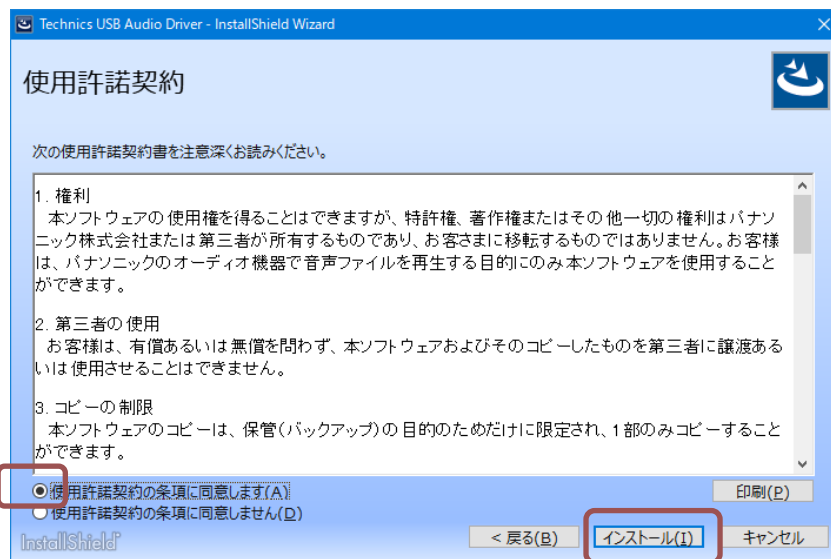 Technics USB Audio Driver - InstallShield Wizard
使用許諾契約
次の使用許諾契約書を注意深くお読みください。
1. 権利
本ソフトウェアの使用権を得ることはできますが、特許権、著作権またはその他一切の権利はパナソ
ニック株式会社または第三者が所有するものであり、お客さまに移転するものではありません。お客様
は、パナソニックのオーディオ機器で音声ファイルを再生する目的にのみ本ソフトウェアを使用すること
ができます。
2. 第三者の使用
お客様は、有償あるいは無償を問わず、本ソフトウェアおよびそのコピーしたものを第三者に譲渡ある
いは使用させることはできません。
3. コピーの制限
本ソフトウェアのコピーは、保管(バックアップ)の目的のためだけに限定され、1部のみコピーすること
ができます。
使用許諾契約の条項に同意します(A)
印刷(P)
使用許諾契約の条項に同意しません(D)
InstallShield
< 戻る(B) インストール(I) キャンセル